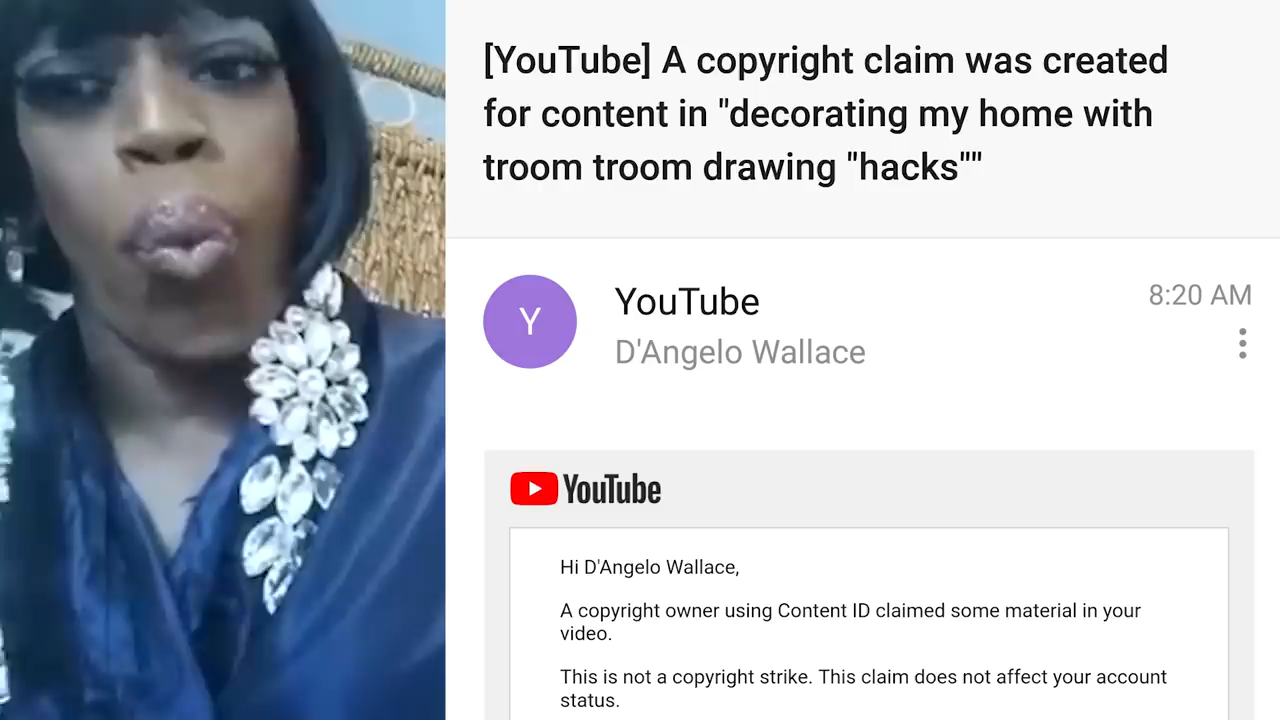 [YouTube] A copyright claim was created
for content in "decorating my home with
troom troom drawing "hacks""
Y
YouTube
8:20 AM
D'Angelo Wallace
YouTube
Hi D'Angelo Wallace,
A copyright owner using Content ID claimed some material in your
video.
This is not a copyright strike. This claim does not affect your account
status.